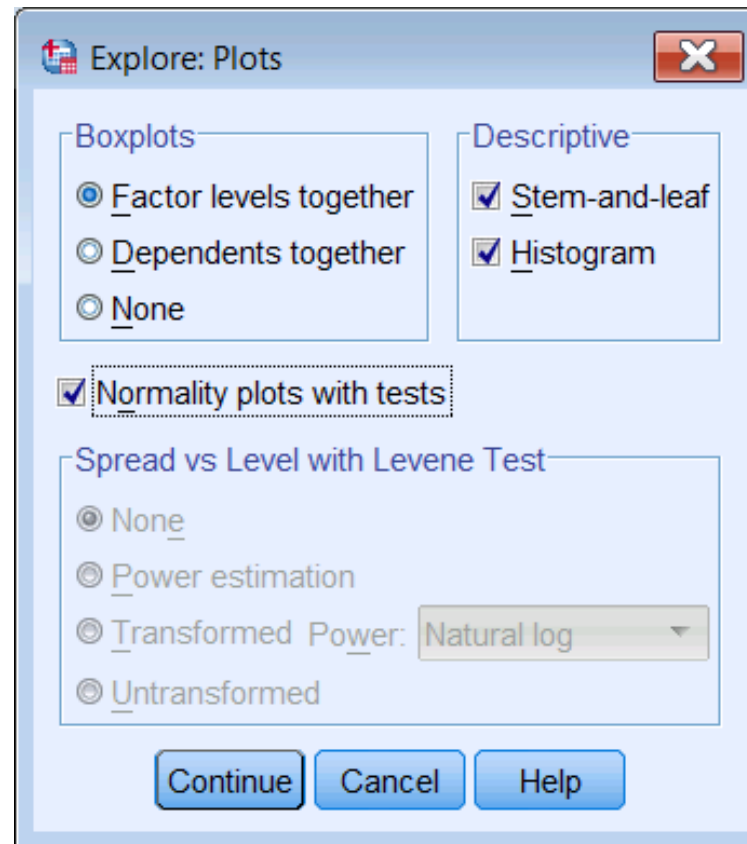 Explore: Plots
Boxplots
Factor levels together
Dependents together
None
Descriptive
Stem-and-leaf
Histogram
Normality plots with tests
Spread vs Level with Levene Test
None
Power estimation
Transformed Power: Natural log
Untransformed
Continue Cancel Help